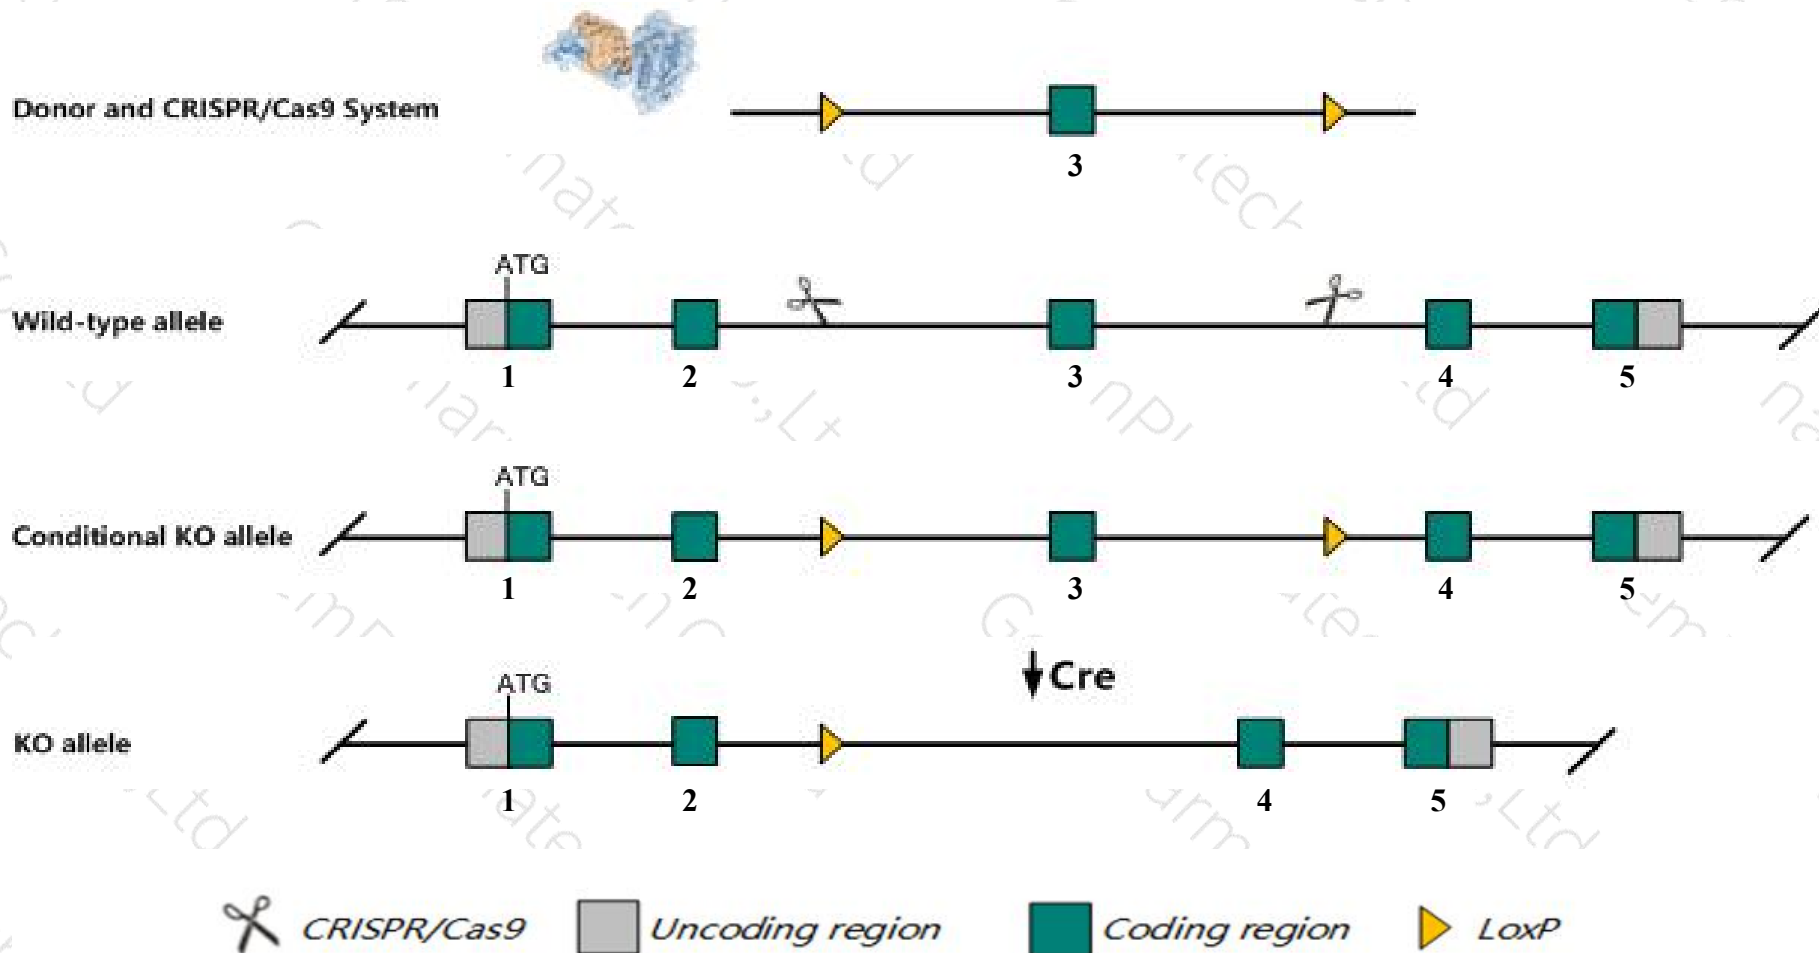 Donor and CRISPR/Cas9 System
3
ATG
Wild-type allele
1 2 3 4 5
ATG
Conditional KO allele
1 2 3 4 5
Cre
ATG
KO allele
1 2 4 5
CRISPR/Cas9 Uncoding region Coding region LoxP